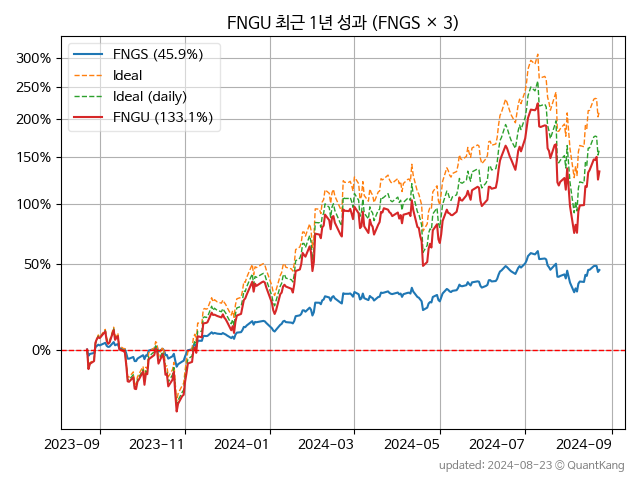 FNGU 최근 1년 성과 (FNGS × 3)
FNGS (45.9%)
Ideal
Ideal (daily)
FNGU (133.1%)
300%
250%
200%
150%
100%
50%
0%
2023-09 2023-11 2024-01 2024-03 2024-05 2024-07 2024-09
updated: 2024-08-23 © QuantKang